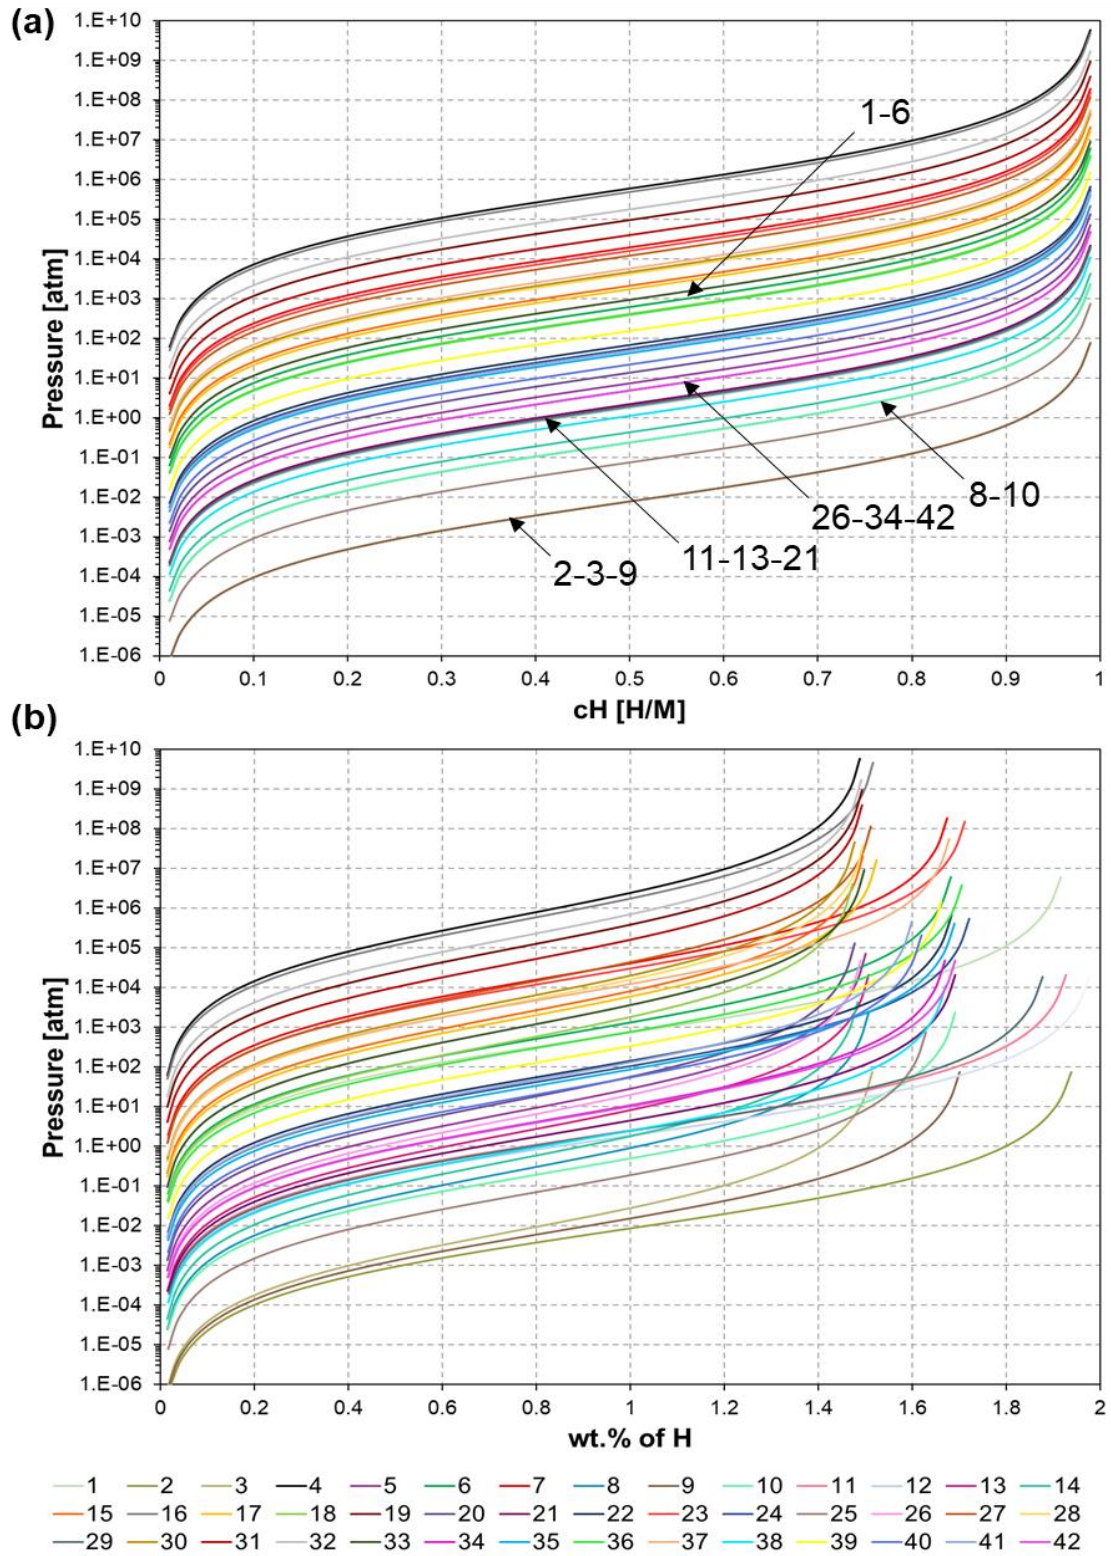 (a)
1.E+10
1.E+09
1.E+08
1.E+07
1.E+06
1.E+05
1.E+04
1.E+03
1.E+02
1.E+01
1.E+00
1.E-01
1.E-02
1.E-03
1.E-04
1.E-05
1.E-06
Pressure [atm]
1-6
8-10
26-34-42
11-13-21
2-3-9
0 0.1 0.2 0.3 0.4 0.5 0.6 0.7 0.8 0.9 1
cH [H/M]
(b)
1.E+10
1.E+09
1.E+08
1.E+07
1.E+06
1.E+05
1.E+04
1.E+03
1.E+02
1.E+01
1.E+00
1.E-01
1.E-02
1.E-03
1.E-04
1.E-05
1.E-06
Pressure [atm]
0 0.2 0.4 0.6 0.8 1 1.2 1.4 1.6 1.8 2
wt.% of H
1 2 3 4 5 6 7 8 9 10 11 12 13 14
15 16 17 18 19 20 21 22 23 24 25 26 27 28
29 30 31 32 33 34 35 36 37 38 39 40 41 42